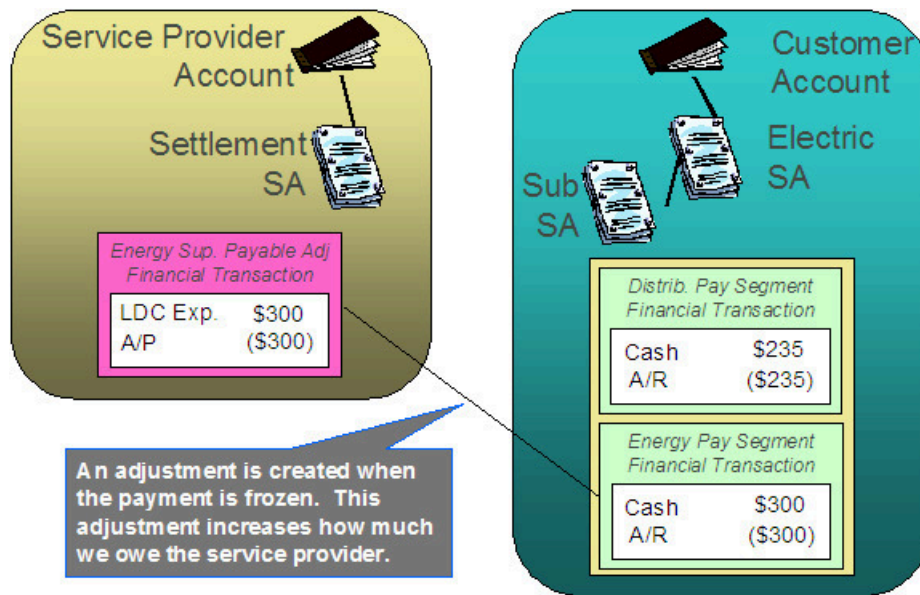 Service Provider
Account
Settlement
SA
Energy Sup. Payable Adj
Financial Transaction
LDC Exp. $300
A/P ($300)
An adjustment is created when
the payment is frozen. This
adjustment increases how much
we owe the service provider.
Customer
Account
Electric
SA
Sub
SA
Distrib. Pay Segment
Financial Transaction
Cash $235
A/R ($235)
Energy Pay Segment
Financial Transaction
Cash $300
A/R ($300)